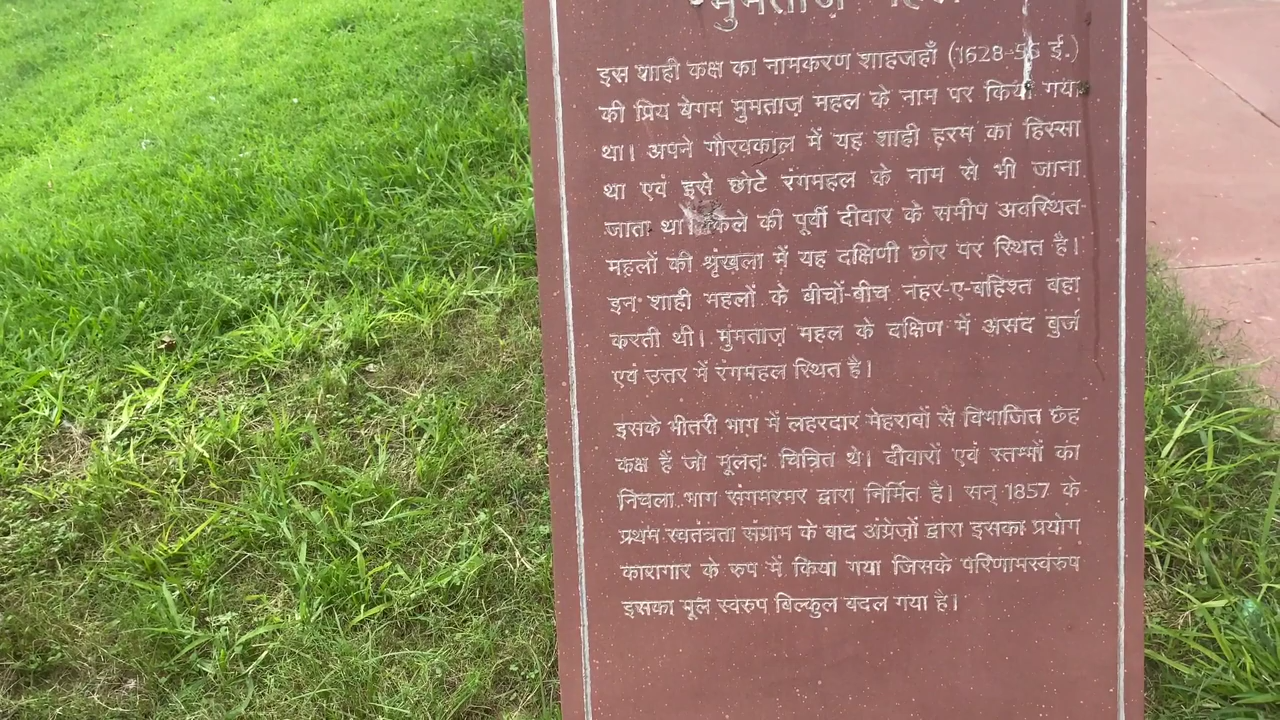 मुमताज़
इस शाही कक्ष का नामकरण शाहजहाँ (1628-58 ई.)
की प्रिय बेगम मुमताज़ महल के नाम पर किया गया
था। अपने गौरवकाल में यह शाही हरम का हिस्सा
था एवं इसे छोटे रंगमहल के नाम से भी जाना
जाता था। किले की पूर्वी दीवार के समीप अवस्थित
महलों की श्रृंखला में यह दक्षिणी छोर पर स्थित है।
इन शाही महलों के बीचों-बीच नहर-ए-बहिश्त बहा
करती थी। मुमताज़ महल के दक्षिण में असद बुर्ज
एवं उत्तर में रंगमहल स्थित है।
इसके भीतरी भाग में लहरदार मेहराबों से विभाजित छह
कक्ष हैं जो मूलतः चित्रित थे। दीवारों एवं स्तम्भों का
निचला भाग संगमरमर द्वारा निर्मित है। सन् 1857 के
प्रथम स्वतंत्रता संग्राम के बाद अंग्रेजों द्वारा इसका प्रयोग
कारागार के रुप में किया गया जिसके परिणामस्वरुप
इसका मूल स्वरुप बिल्कुल बदल गया है।